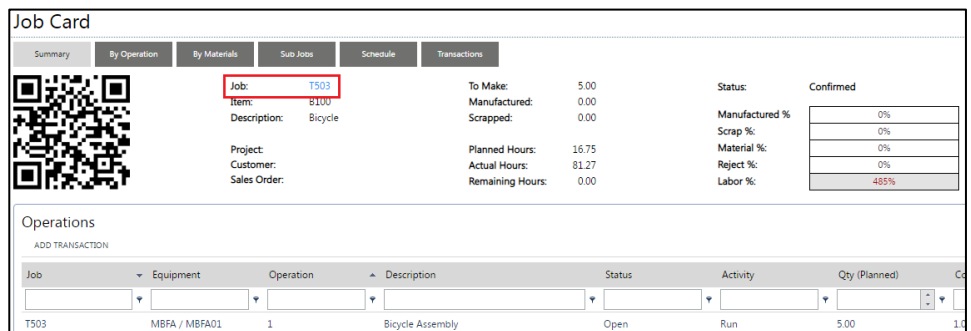 Job Card
Summary By Operation By Materials Sub Jobs Schedule Transactions
Job: T503 To Make: 5.00 Status: Confirmed
Item: B100 Manufactured: 0.00
Description: Bicycle Scrapped: 0.00 Manufactured % 0%
Scrap %: 0%
Project: Planned Hours: 16.75 Material %: 0%
Customer: Actual Hours: 81.27 Reject %: 0%
Sales Order: Remaining Hours: 0.00 Labor %: 485%
Operations
ADD TRANSACTION
Job Equipment Operation Description Status Activity Qty (Planned) Co
T503 MBFA / MBFA01 1 Bicycle Assembly Open Run 5.00 1.0